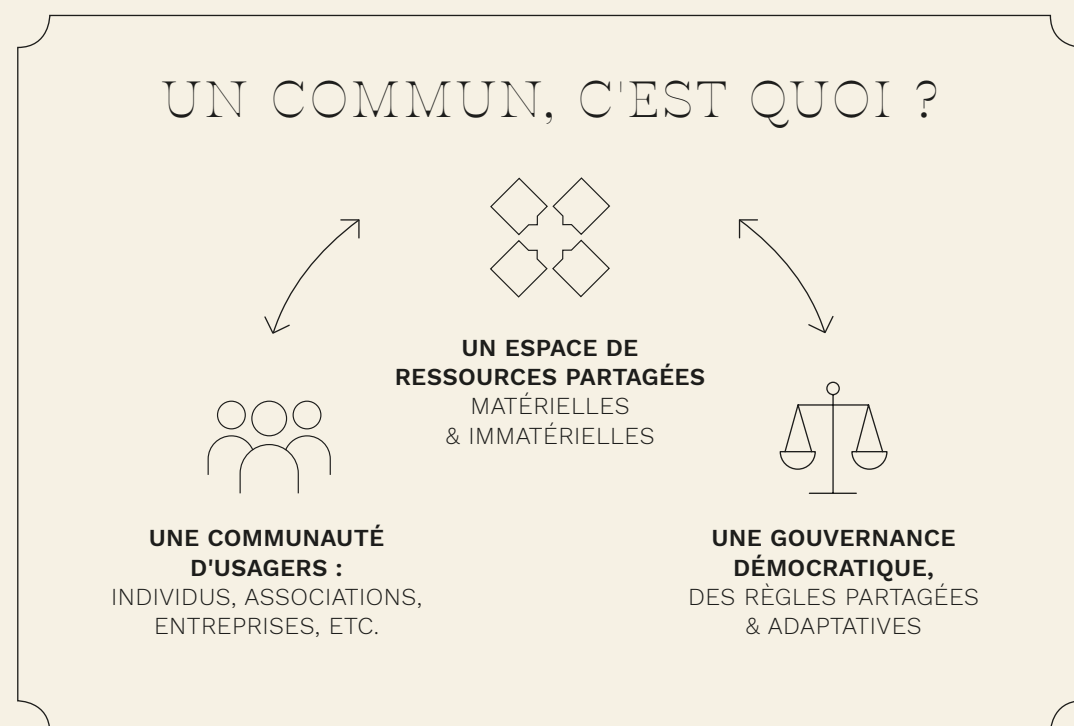 UN COMMUN, C'EST QUOI ?
UN ESPACE DE
RESSOURCES PARTAGÉES
MATÉRIELLES
& IMMATÉRIELLES
UNE COMMUNAUTÉ
D'USAGERS :
INDIVIDUS, ASSOCIATIONS,
ENTREPRISES, ETC.
UNE GOUVERNANCE
DÉMOCRATIQUE,
DES RÈGLES PARTAGÉES
& ADAPTATIVES